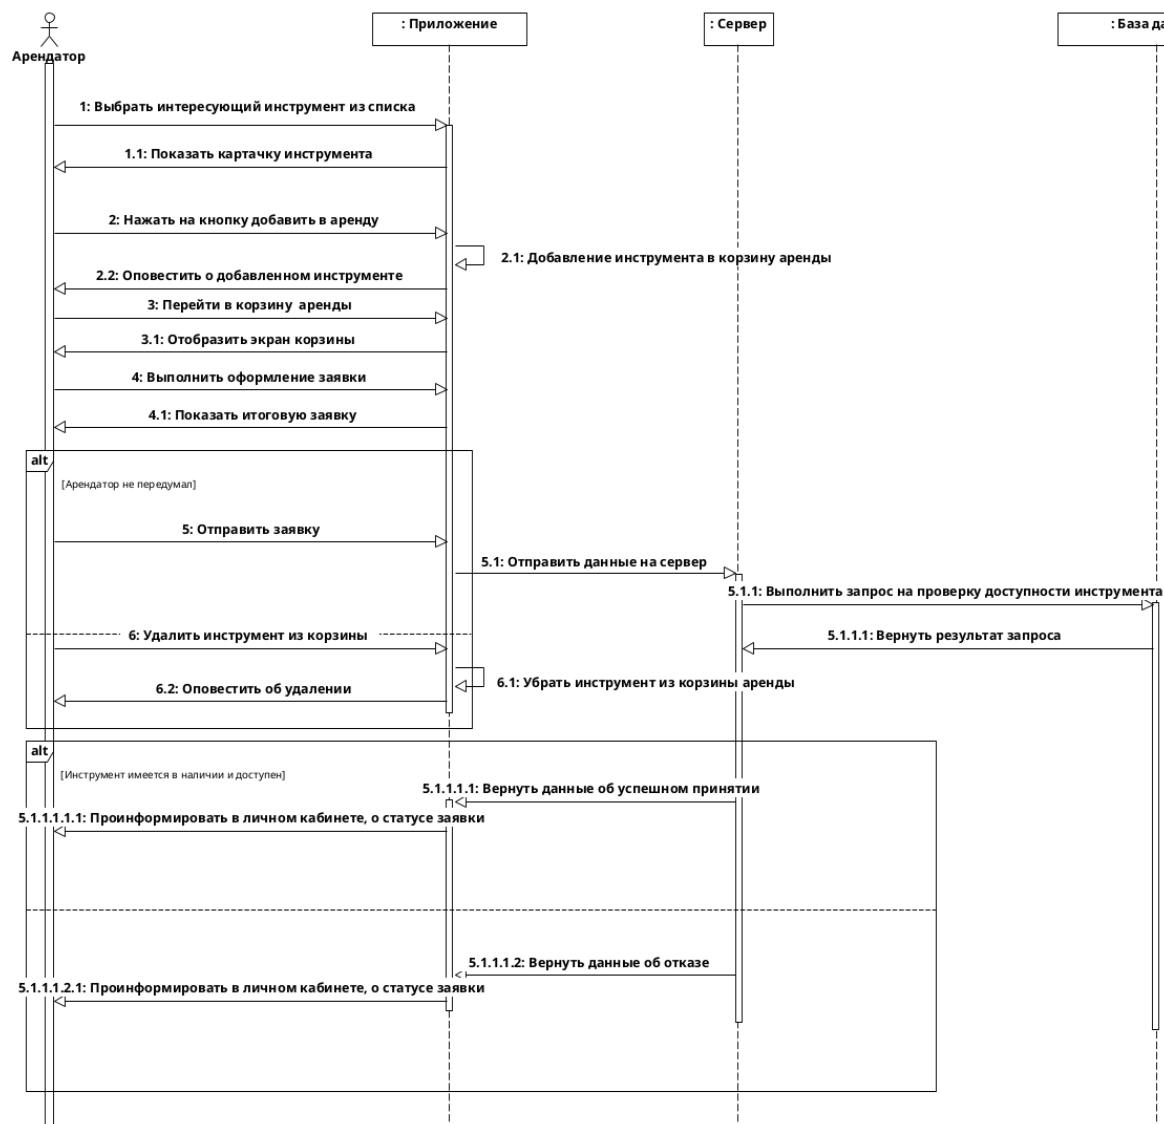 : Приложение
: Сервер
: База да
Арендатор
1: Выбрать интересующий инструмент из списка
1.1: Показать картачку инструмента
2: Нажать на кнопку добавить в аренду
2.1: Добавление инструмента в корзину аренды
2.2: Оповестить о добавленном инструменте
3: Перейти в корзину аренды
3.1: Отобразить экран корзины
4: Выполнить оформление заявки
4.1: Показать итоговую заявку
alt
[Арендатор не передумал]
5: Отправить заявку
5.1: Отправить данные на сервер
5.1.1: Выполнить запрос на проверку доступности инструмента
6: Удалить инструмент из корзины
5.1.1.1: Вернуть результат запроса
6.1: Убрать инструмент из корзины аренды
6.2: Оповестить об удалении
alt
[Инструмент имеется в наличии и доступен]
5.1.1.1.1: Вернуть данные об успешном принятии
5.1.1.1.1.1: Проинформировать в личном кабинете, о статусе заявки
5.1.1.1.2: Вернуть данные об отказе
5.1.1.1.2.1: Проинформировать в личном кабинете, о статусе заявки